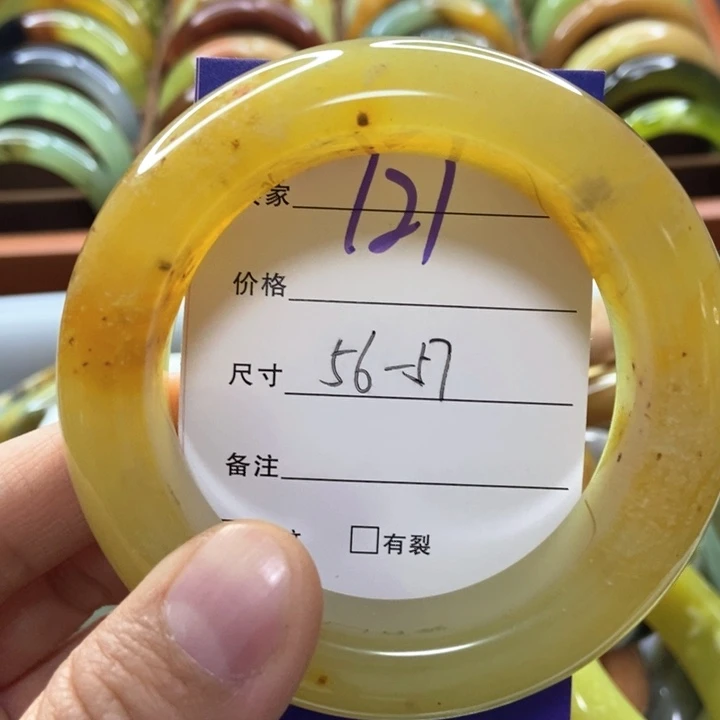 家 121
价格
尺寸 56-57
备注
□有裂